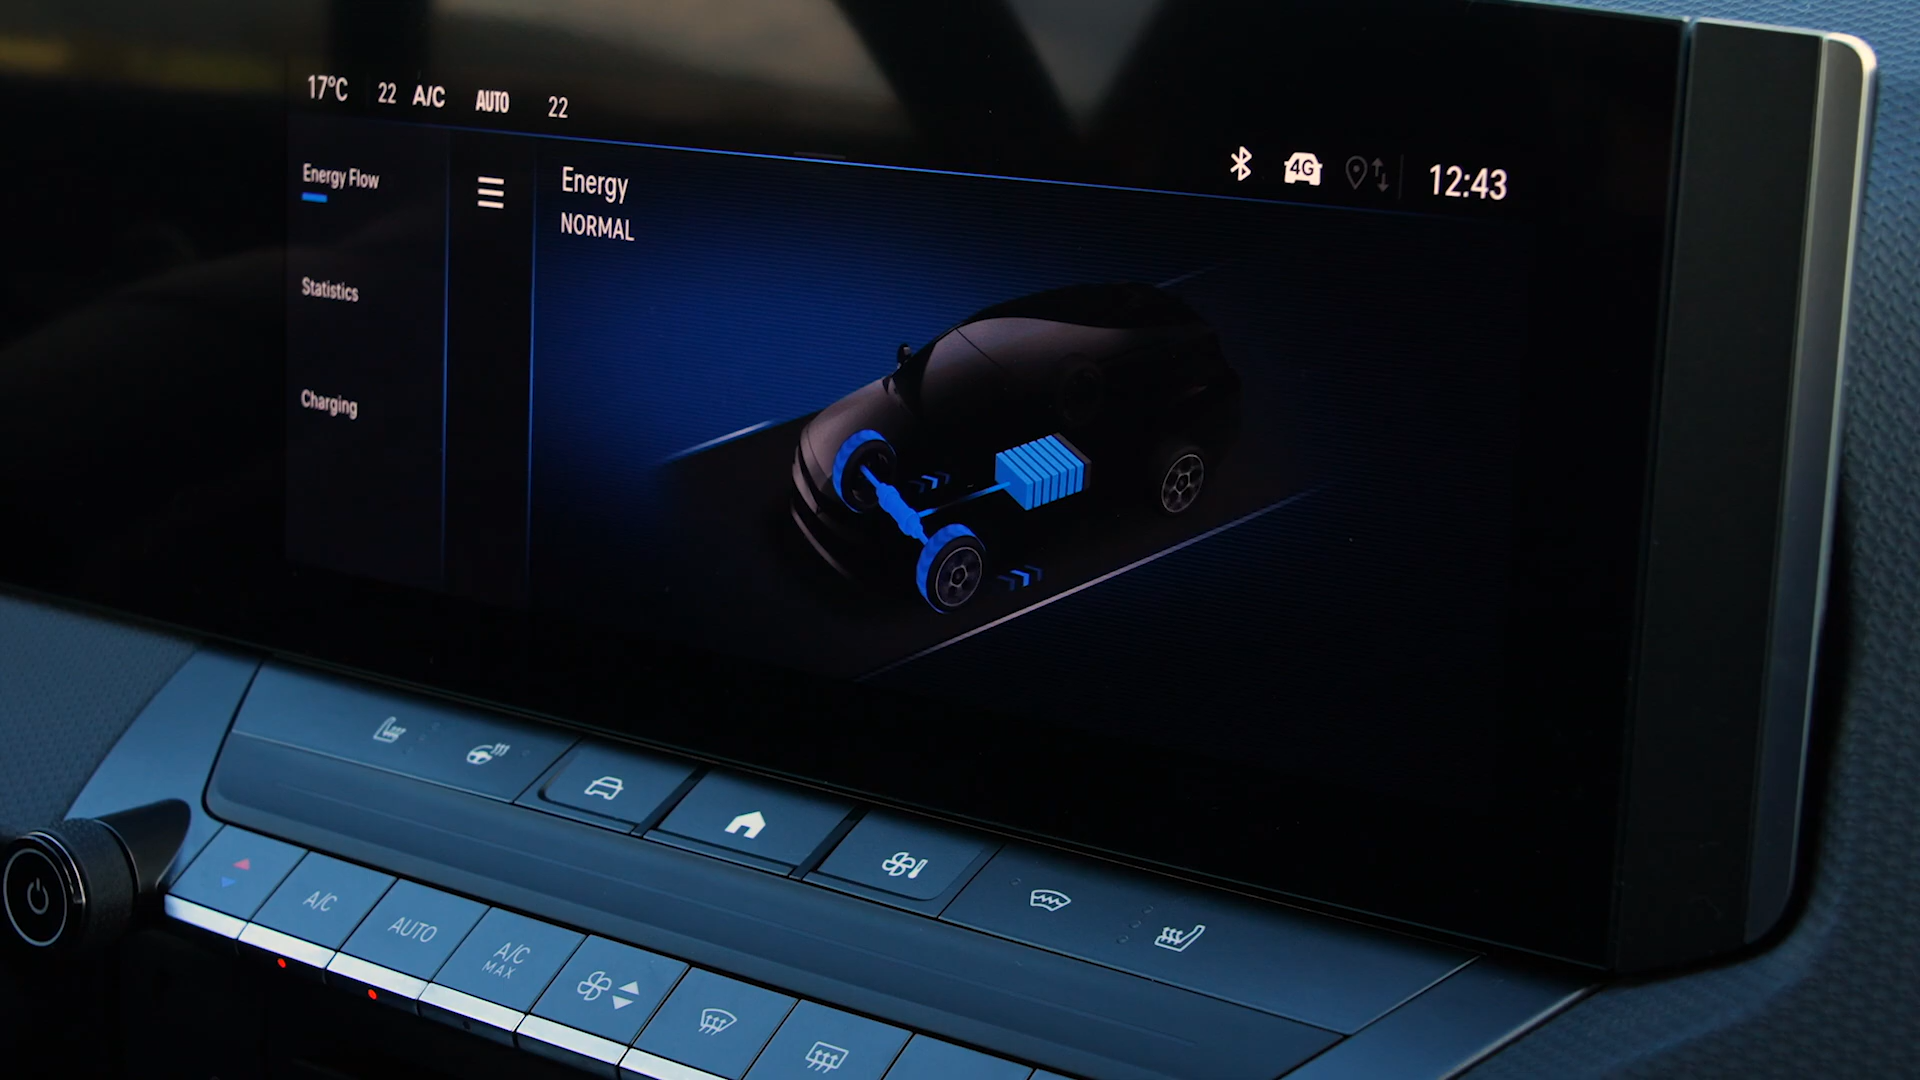 17°C 22 A/C AUTO 22
4G 12:43
Energy Flow
Statistics
Charging
Energy
NORMAL
A/C
AUTO
A/C
MAX